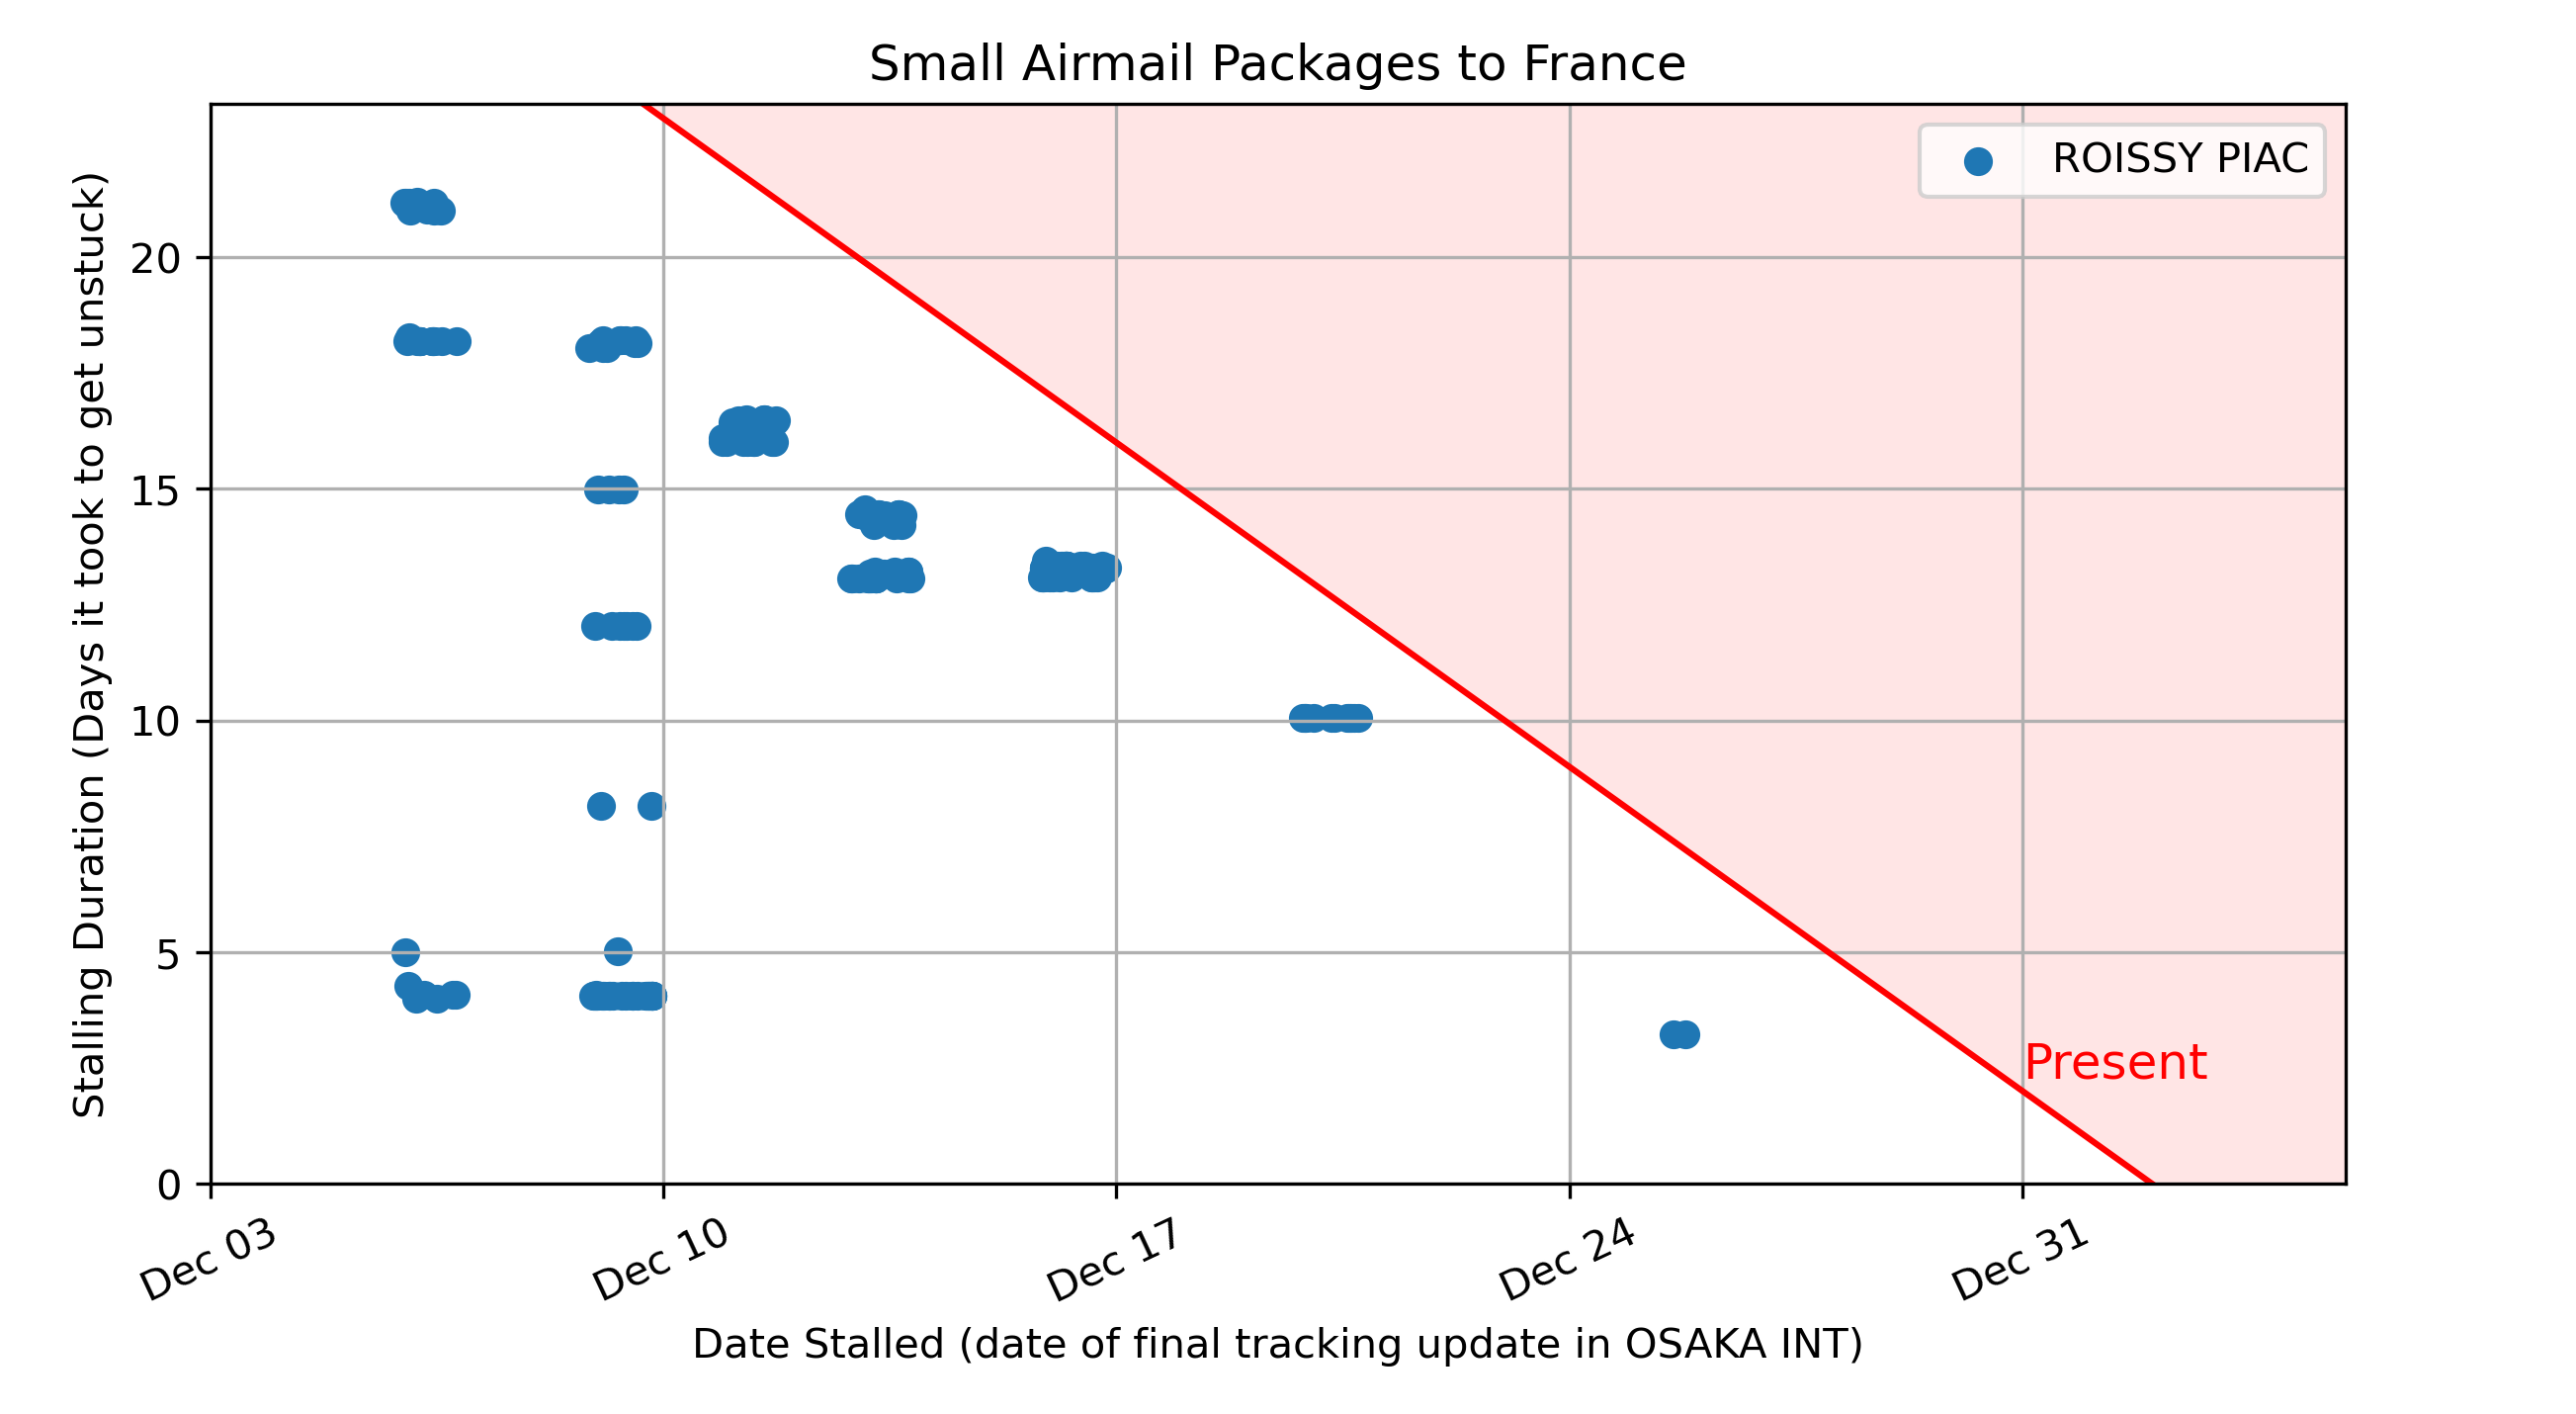 Small Airmail Packages to France
ROISSY PIAC
Stalling Duration (Days it took to get unstuck)
20
15
10
5
0
Present
Dec 03
Dec 10
Dec 17
Dec 24
Dec 31
Date Stalled (date of final tracking update in OSAKA INT)